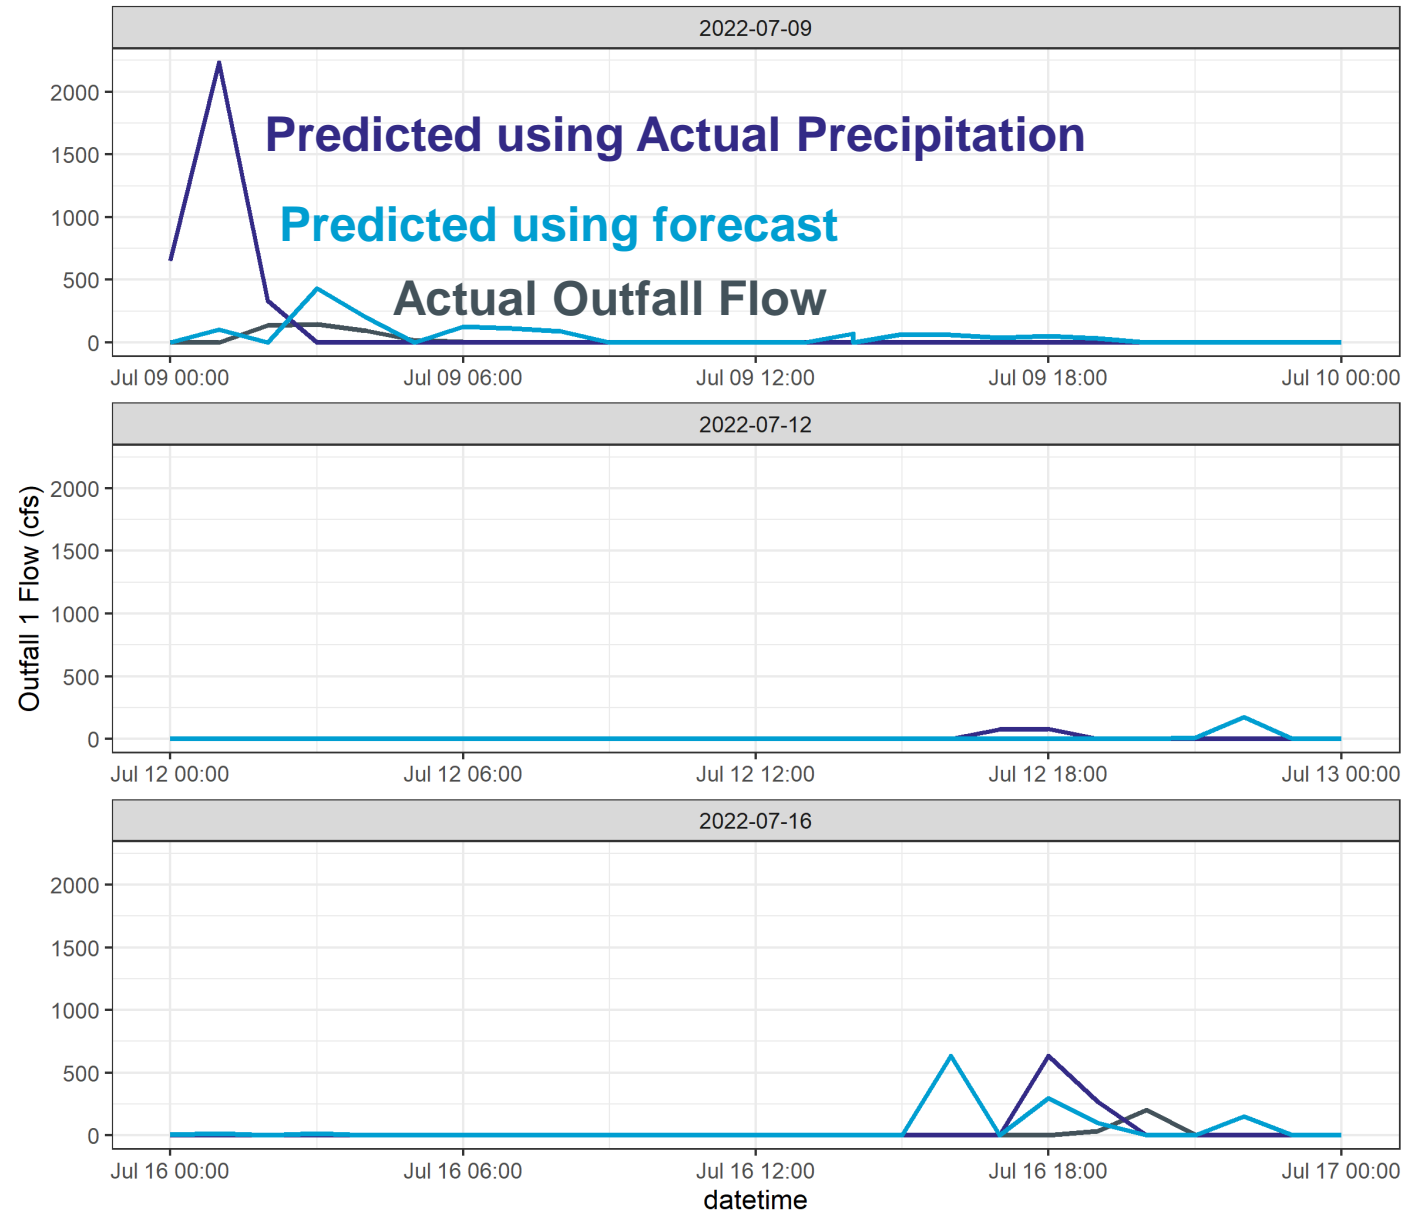 2022-07-09
2000
1500
1000
500
0
Predicted using Actual Precipitation
Predicted using forecast
Actual Outfall Flow
Jul 09 00:00 Jul 09 06:00 Jul 09 12:00 Jul 09 18:00 Jul 10 00:00
2022-07-12
Outfall 1 Flow (cfs)
2000
1500
1000
500
0
Jul 12 00:00 Jul 12 06:00 Jul 12 12:00 Jul 12 18:00 Jul 13 00:00
2022-07-16
2000
1500
1000
500
0
Jul 16 00:00 Jul 16 06:00 Jul 16 12:00 Jul 16 18:00 Jul 17 00:00
datetime